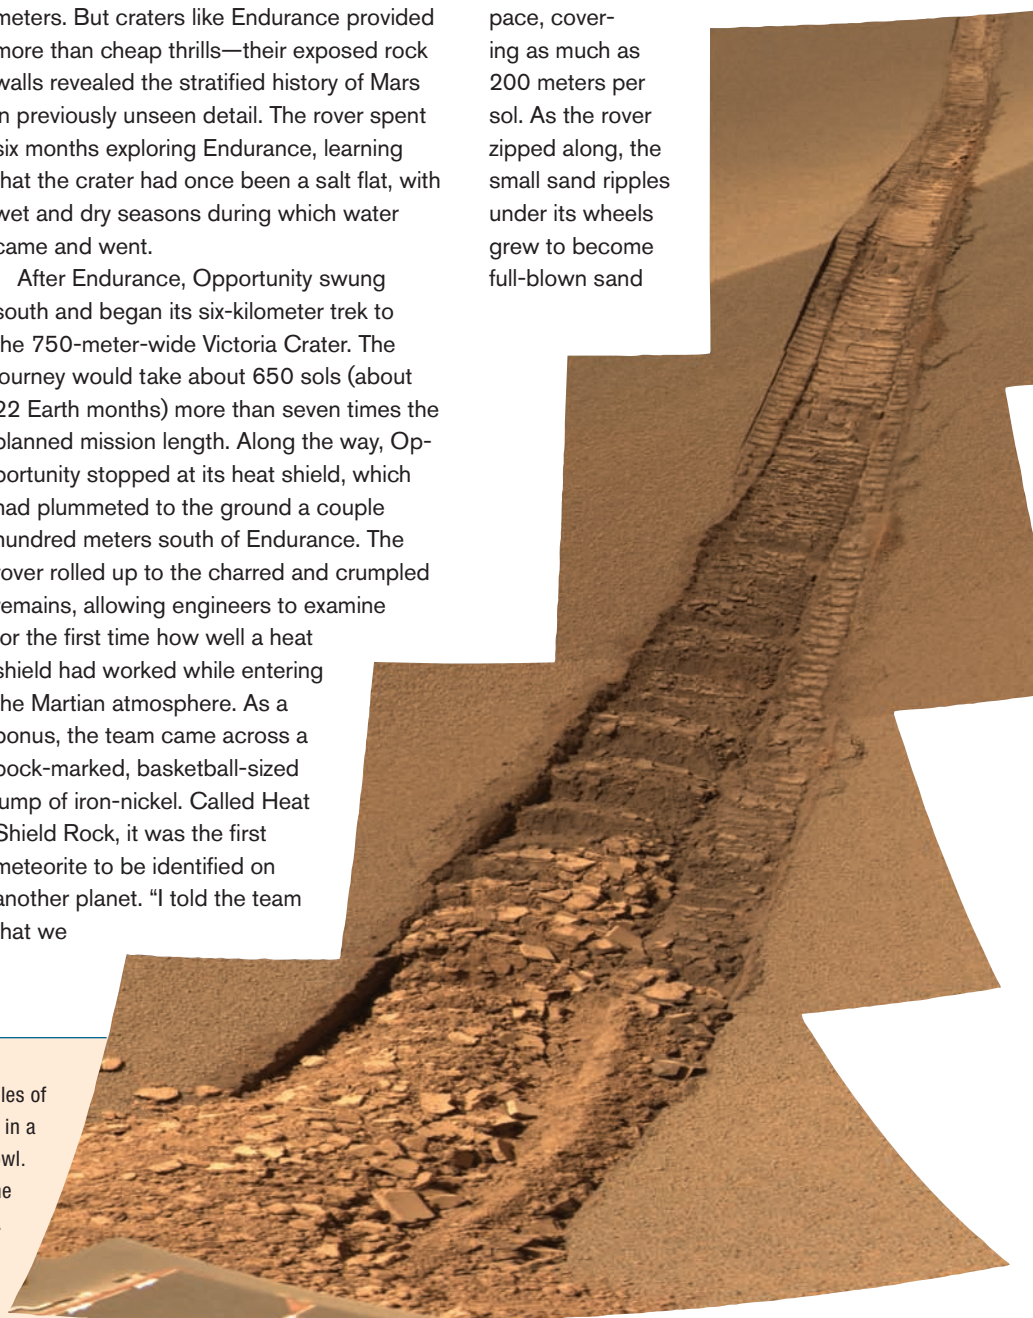 meters. But craters like Endurance provided
more than cheap thrills—their exposed rock
walls revealed the stratified history of Mars
in previously unseen detail. The rover spent
six months exploring Endurance, learning
that the crater had once been a salt flat, with
wet and dry seasons during which water
came and went.
After Endurance, Opportunity swung
south and began its six-kilometer trek to
the 750-meter-wide Victoria Crater. The
journey would take about 650 sols (about
22 Earth months) more than seven times the
planned mission length. Along the way, Op-
portunity stopped at its heat shield, which
had plummeted to the ground a couple
hundred meters south of Endurance. The
rover rolled up to the charred and crumpled
remains, allowing engineers to examine
for the first time how well a heat
shield had worked while entering
the Martian atmosphere. As a
bonus, the team came across a
pock-marked, basketball-sized
lump of iron-nickel. Called Heat
Shield Rock, it was the first
meteorite to be identified on
another planet. “I told the team
that we
pace, cover-
ing as much as
200 meters per
sol. As the rover
zipped along, the
small sand ripples
under its wheels
grew to become
full-blown sand
les of
in a
wl.